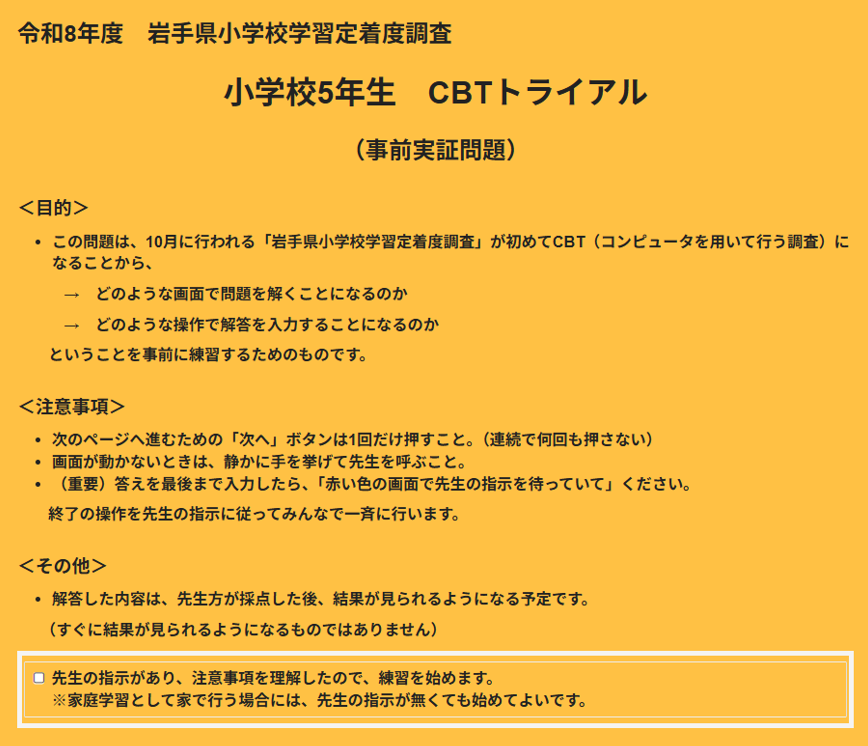 令和8年度　岩手県小学校学習定着度調査
小学校5年生　CBTトライアル
（事前実証問題）
＜目的＞
• この問題は、10月に行われる「岩手県小学校学習定着度調査」が初めてCBT（コンピュータを用いて行う調査）に
なることから、
→　どのような画面で問題を解くことになるのか
→　どのような操作で解答を入力することになるのか
ということを事前に練習するためのものです。
＜注意事項＞
• 次のページへ進むための「次へ」ボタンは1回だけ押すこと。（連続で何回も押さない）
• 画面が動かないときは、静かに手を挙げて先生を呼ぶこと。
• （重要）答えを最後まで入力したら、「赤い色の画面で先生の指示を待っていて」ください。
終了の操作を先生の指示に従ってみんなで一斉に行います。
＜その他＞
• 解答した内容は、先生方が採点した後、結果が見られるようになる予定です。
（すぐに結果が見られるようになるものではありません）
先生の指示があり、注意事項を理解したので、練習を始めます。
※家庭学習として家で行う場合には、先生の指示が無くても始めてよいです。